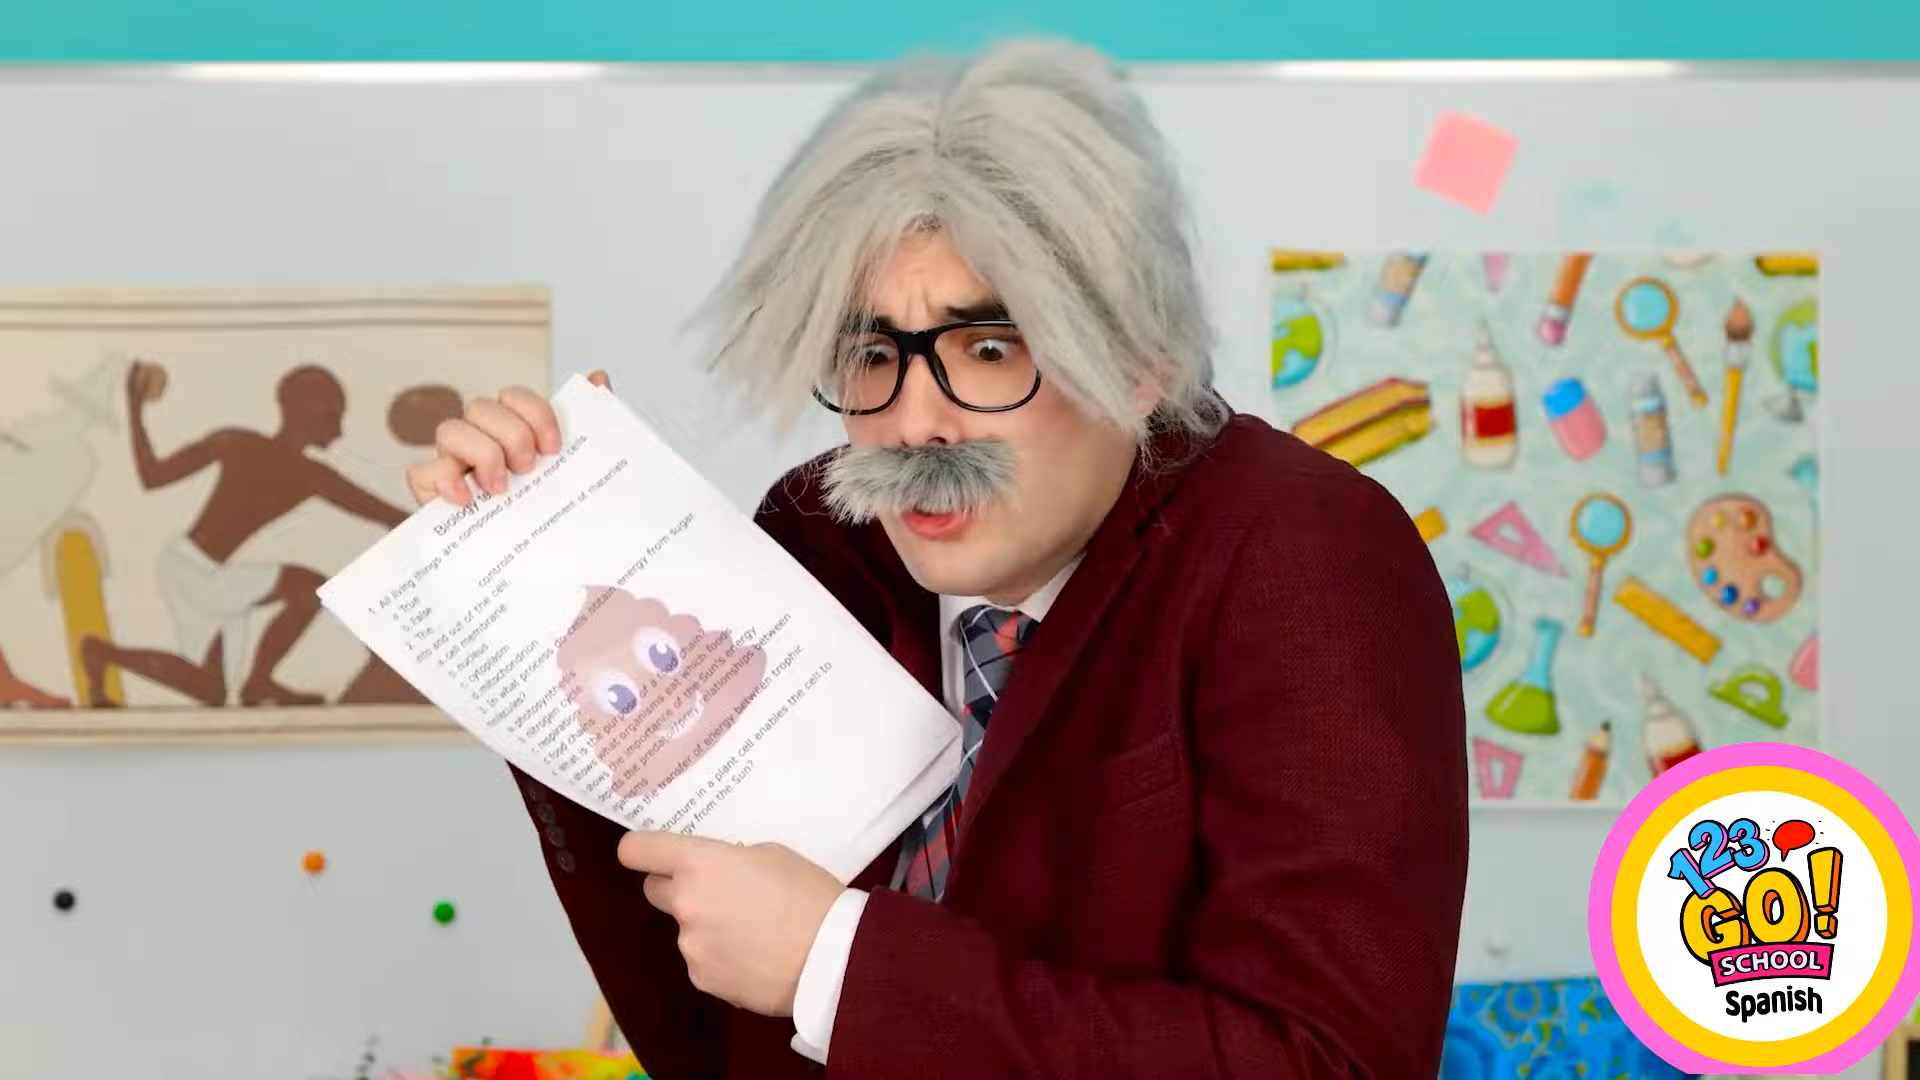 Biology te
1. All living things are composed of one or more cells
a. True
b. False
2. The controls the movement of materials
into and out of the cell.
a. cell membrane
b. nucleus
c. cytoplasm
mitochondrion
3. In what process do cells obtain energy from sugar
molecules?
photosynthesis
nitrogen cycle
respiration
food chains
What is the purpose of a food chain?
shows what organisms eat which foods
shows the importance of the Sun's energy
the predator/prey relationships between
organisms
the transfer of energy between trophic
structure in a plant cell enables the cell to
from the Sun?
123
GO!
SCHOOL
Spanish